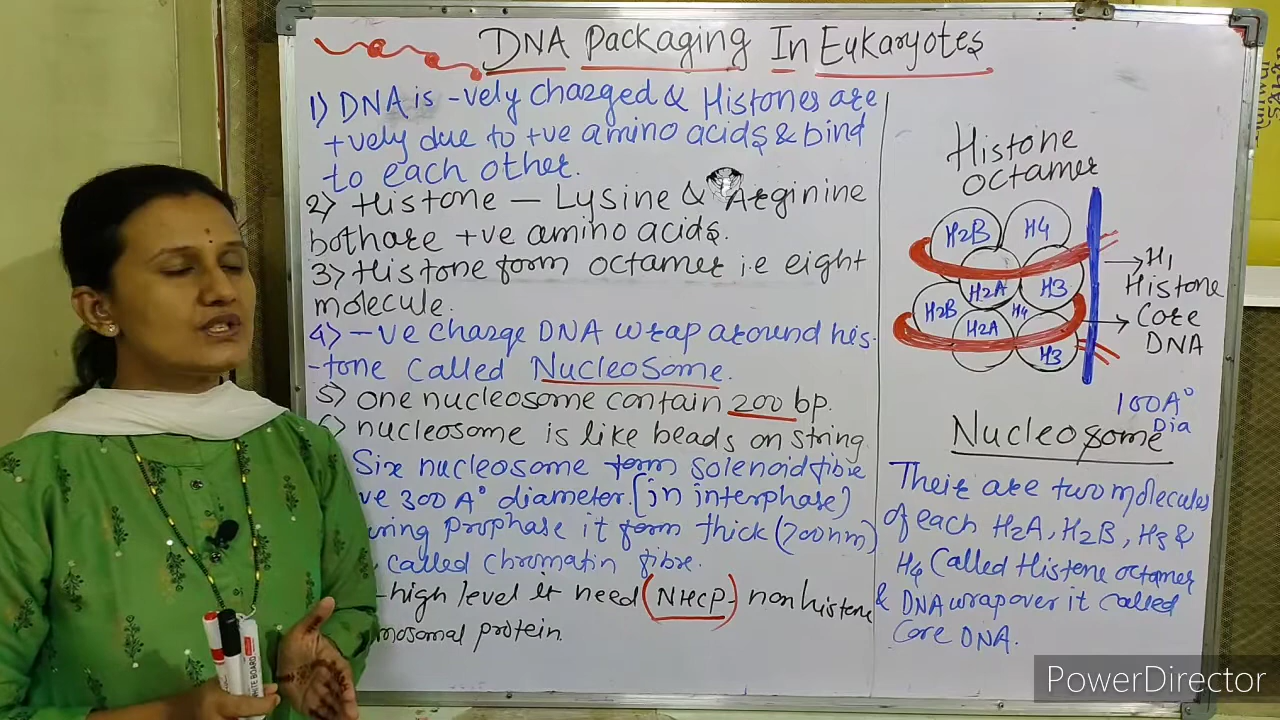 DNA Packaging In Eukaryotes
1) DNA is -vely charged & Histones are
+vely due to +ve amino acids & bind
to each other.
2) Histone — Lysine & Arginine
both are +ve amino acids.
3) Histone form octamer i.e eight
molecule.
4) -ve charge DNA wrap around his-
-tone called Nucleosome.
5) one nucleosome contain 200 bp.
nucleosome is like beads on string
Six nucleosome form solenoid fibre
ve 300 A° diameter. [in interphase)
uring prophase it form thick (200nm)
called chromatin fibre.
-high level it need (NHCP- non histone
mosomal protein.
Histone
Octamer
H2B H4
H2A H3
H2B H4
H2A
H3
H1
Histone
Core
DNA
100A°
Dia
Nucleosome
Their are two molecules
of each H2A, H2B, H3 &
H4 Called Histene octamer
& DNA wrap over it called
Core DNA.
WHITE BOARD
PowerDirector